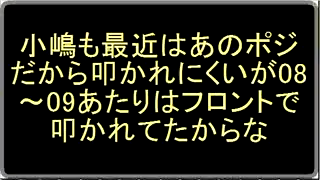 小嶋も最近はあのポジ
だから叩かれにくいが08
～09あたりはフロントで
叩かれてたからな